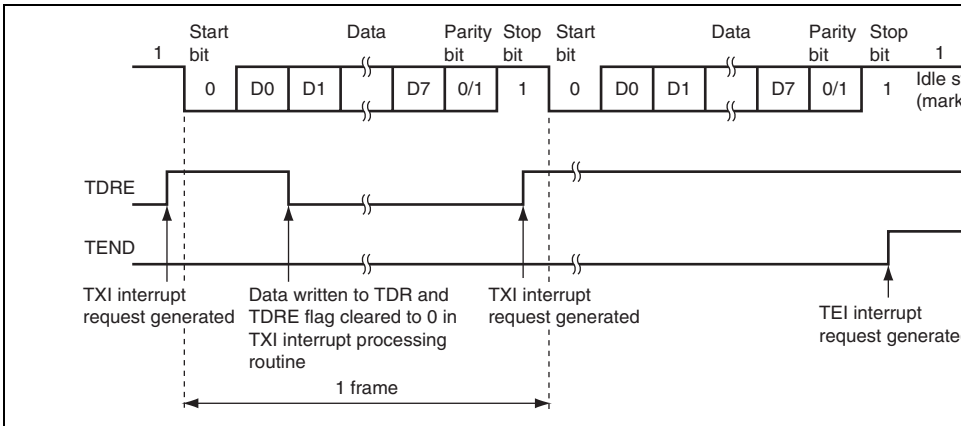 Start Data Parity Stop Start Data Parity Stop
1 bit bit bit bit bit bit 1
0 D0 D1 D7 0/1 1 0 D0 D1 D7 0/1 1 Idle
(mark
TDRE
TEND
TXI interrupt
request generated
Data written to TDR and
TDRE flag cleared to 0 in
TXI interrupt processing
routine
TXI interrupt
request generated
TEI interrupt
request
1 frame